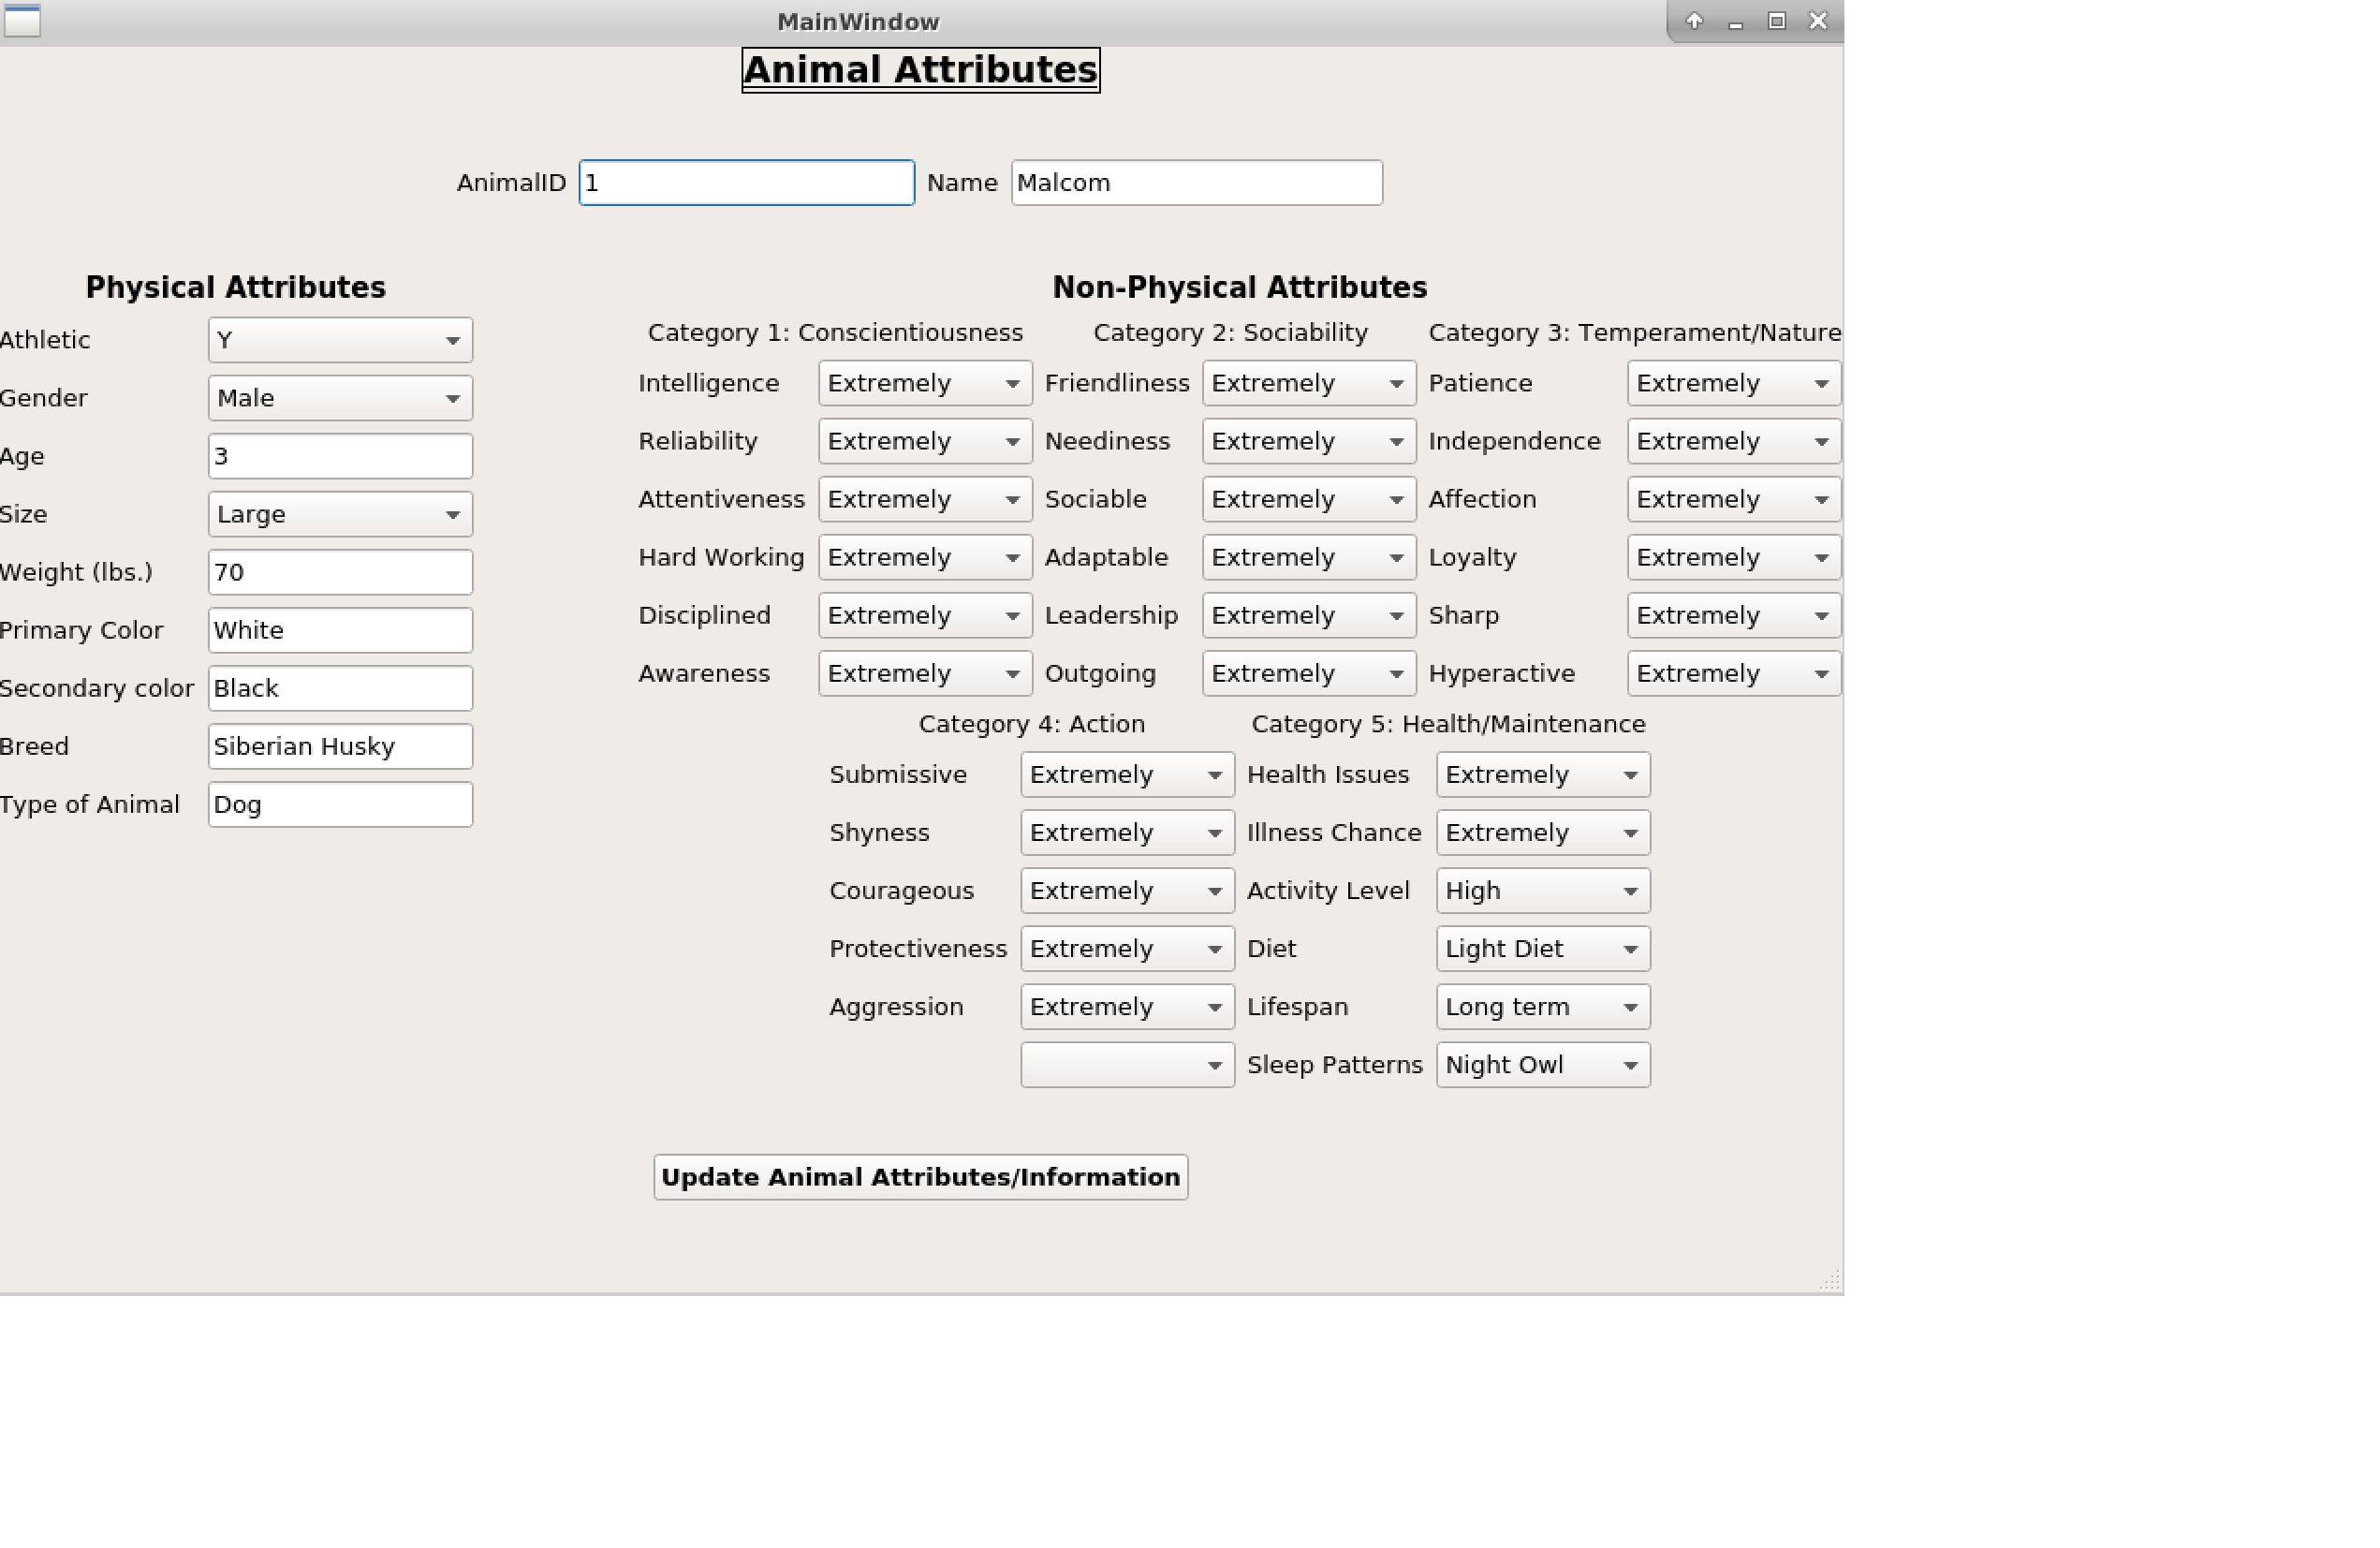 MainWindow
Animal Attributes
AnimalID 1 Name Malcom
Physical Attributes
Athletic Y
Gender Male
Age 3
Size Large
Weight (lbs.) 70
Primary Color White
Secondary color Black
Breed Siberian Husky
Type of Animal Dog
Non-Physical Attributes
Category 1: Conscientiousness Category 2: Sociability Category 3: Temperament/Nature
Intelligence Extremely Friendliness Extremely Patience Extremely
Reliability Extremely Neediness Extremely Independence Extremely
Attentiveness Extremely Sociable Extremely Affection Extremely
Hard Working Extremely Adaptable Extremely Loyalty Extremely
Disciplined Extremely Leadership Extremely Sharp Extremely
Awareness Extremely Outgoing Extremely Hyperactive Extremely
Category 4: Action Category 5: Health/Maintenance
Submissive Extremely Health Issues Extremely
Shyness Extremely Illness Chance Extremely
Courageous Extremely Activity Level High
Protectiveness Extremely Diet Light Diet
Aggression Extremely Lifespan Long term
Sleep Patterns Night Owl
Update Animal Attributes/Information